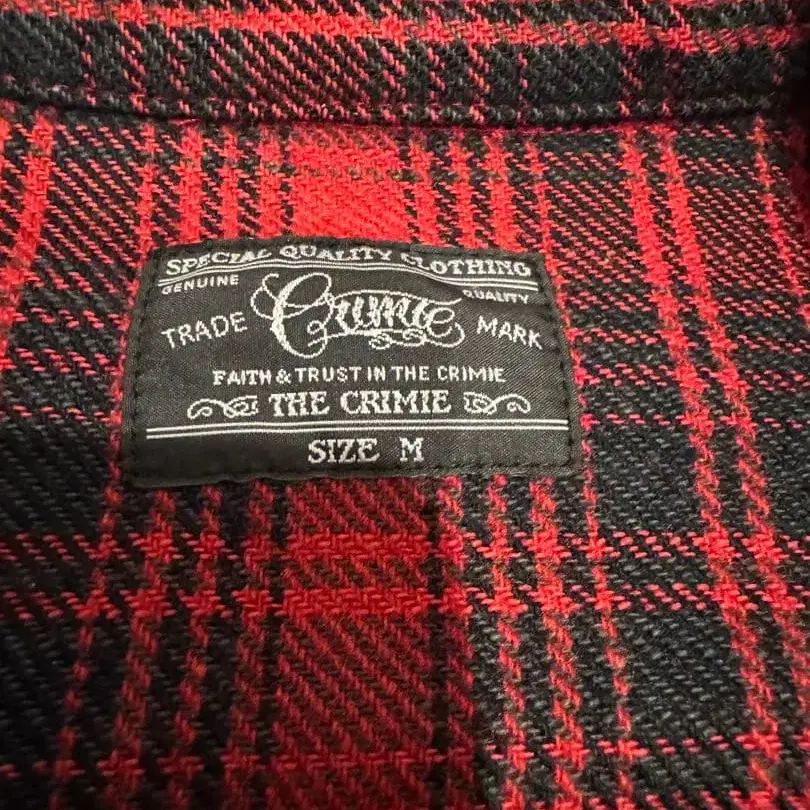 SPECIAL QUALITY CLOTHING
GENUINE QUALITY
TRADE Crimie MARK
FAITH & TRUST IN THE CRIMIE
THE CRIMIE
SIZE M